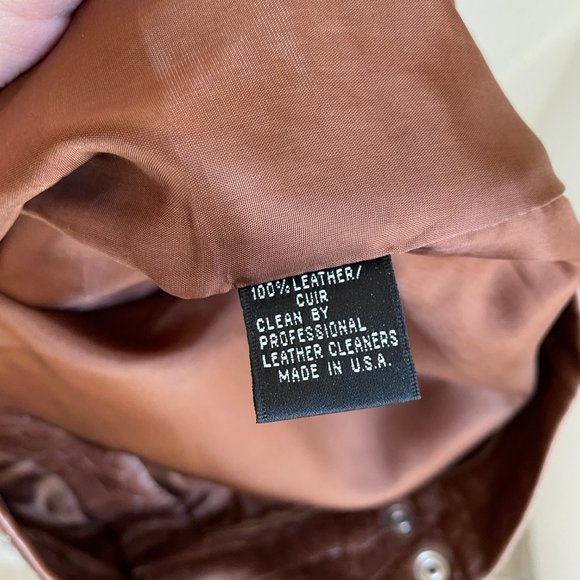 100% LEATHER/
CUIR
CLEAN BY
PROFESSIONAL
LEATHER CLEANERS
MADE IN U.S.A.